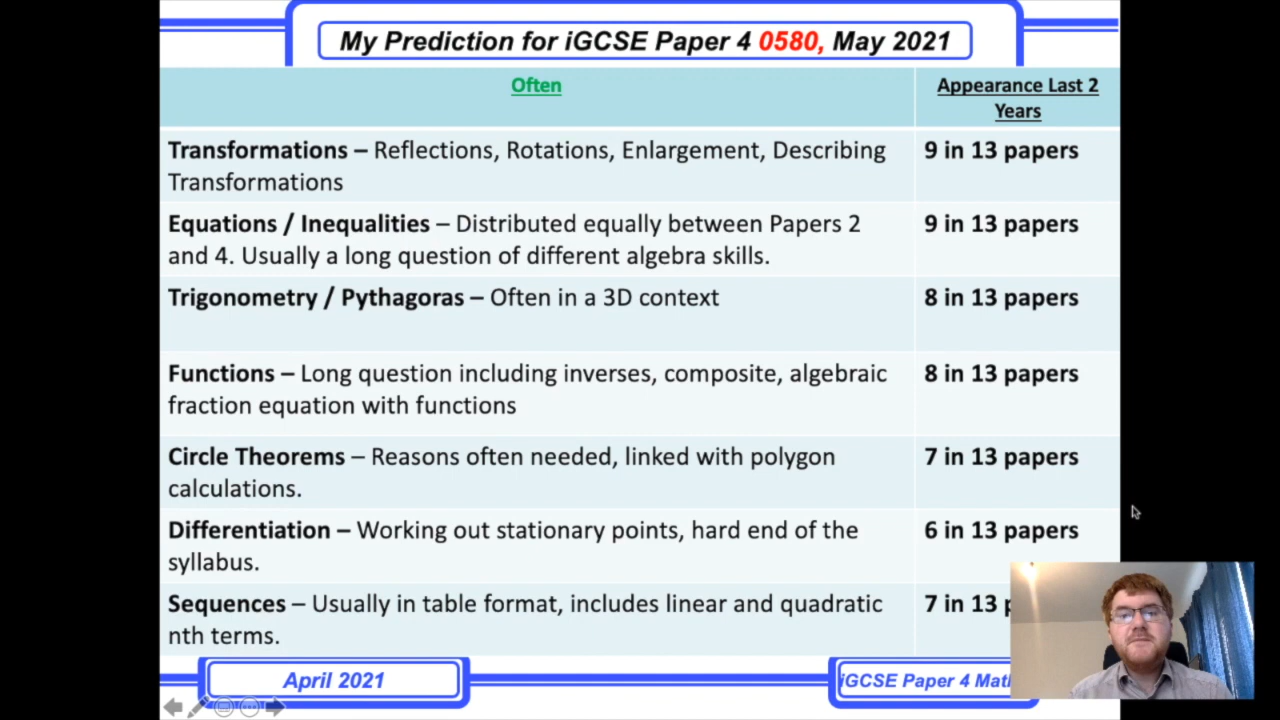 My Prediction for iGCSE Paper 4 0580, May 2021
Often
Appearance Last 2
Years
Transformations – Reflections, Rotations, Enlargement, Describing
Transformations
9 in 13 papers
Equations / Inequalities – Distributed equally between Papers 2
and 4. Usually a long question of different algebra skills.
9 in 13 papers
Trigonometry / Pythagoras – Often in a 3D context
8 in 13 papers
Functions – Long question including inverses, composite, algebraic
fraction equation with functions
8 in 13 papers
Circle Theorems – Reasons often needed, linked with polygon
calculations.
7 in 13 papers
Differentiation – Working out stationary points, hard end of the
syllabus.
6 in 13 papers
Sequences – Usually in table format, includes linear and quadratic
nth terms.
7 in 13
April 2021
iGCSE Paper 4